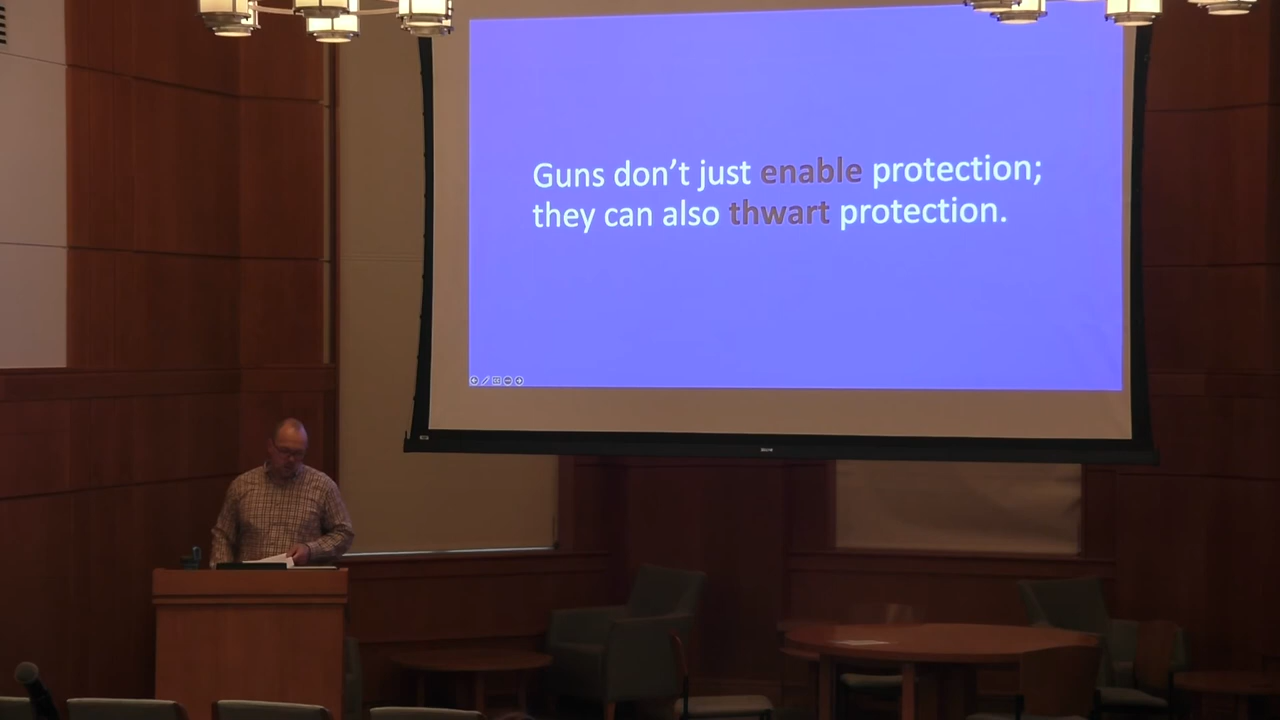 Guns don't just enable protection;
they can also thwart protection.